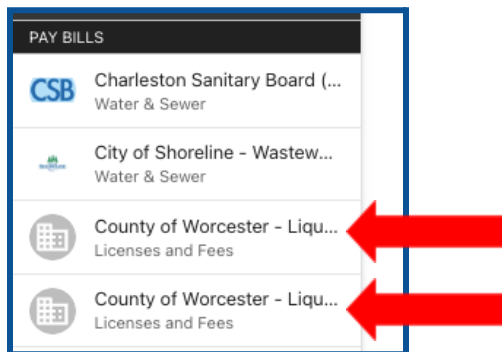 PAY BILLS
CSB
Charleston Sanitary Board (...
Water & Sewer
City of Shoreline - Wastew...
Water & Sewer
County of Worcester - Liqu...
Licenses and Fees
County of Worcester - Liqu...
Licenses and Fees